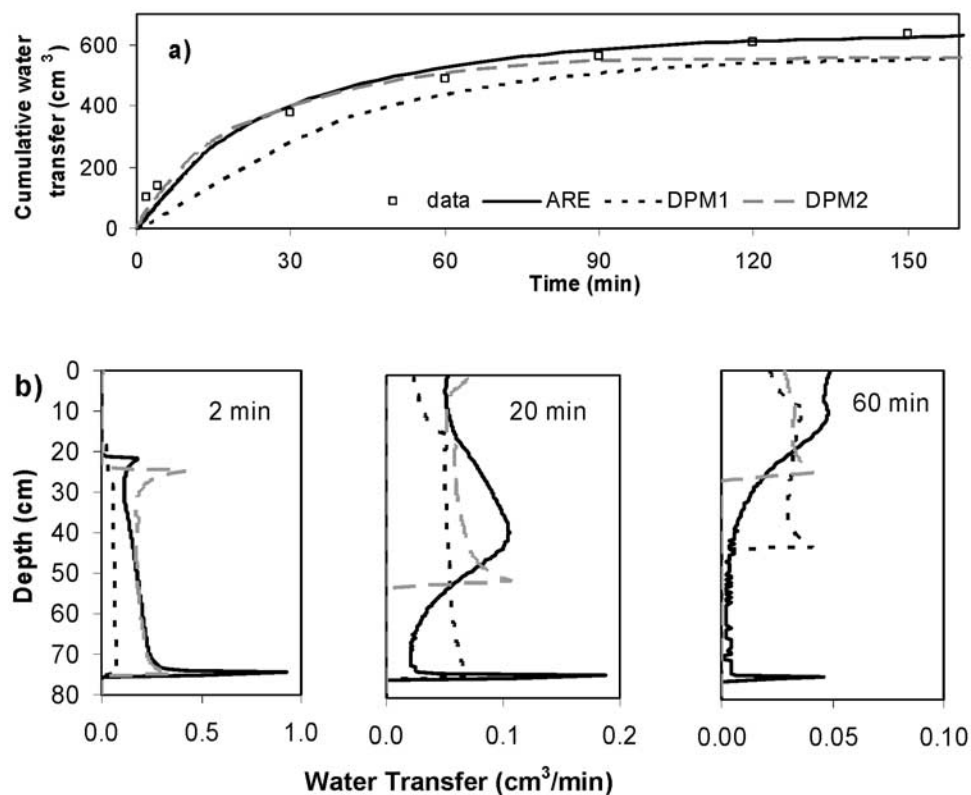 a)
Cumulative water
transfer (cm³)
600
400
200
0
data ARE DPM1 DPM2
0 30 60 90 120 150
Time (min)
b)
Depth (cm)
0
10
20
30
40
50
60
70
80
2 min
20 min
60 min
0.0 0.5 1.0
0.0 0.1 0.2
0.00 0.05 0.10
Water Transfer (cm³/min)